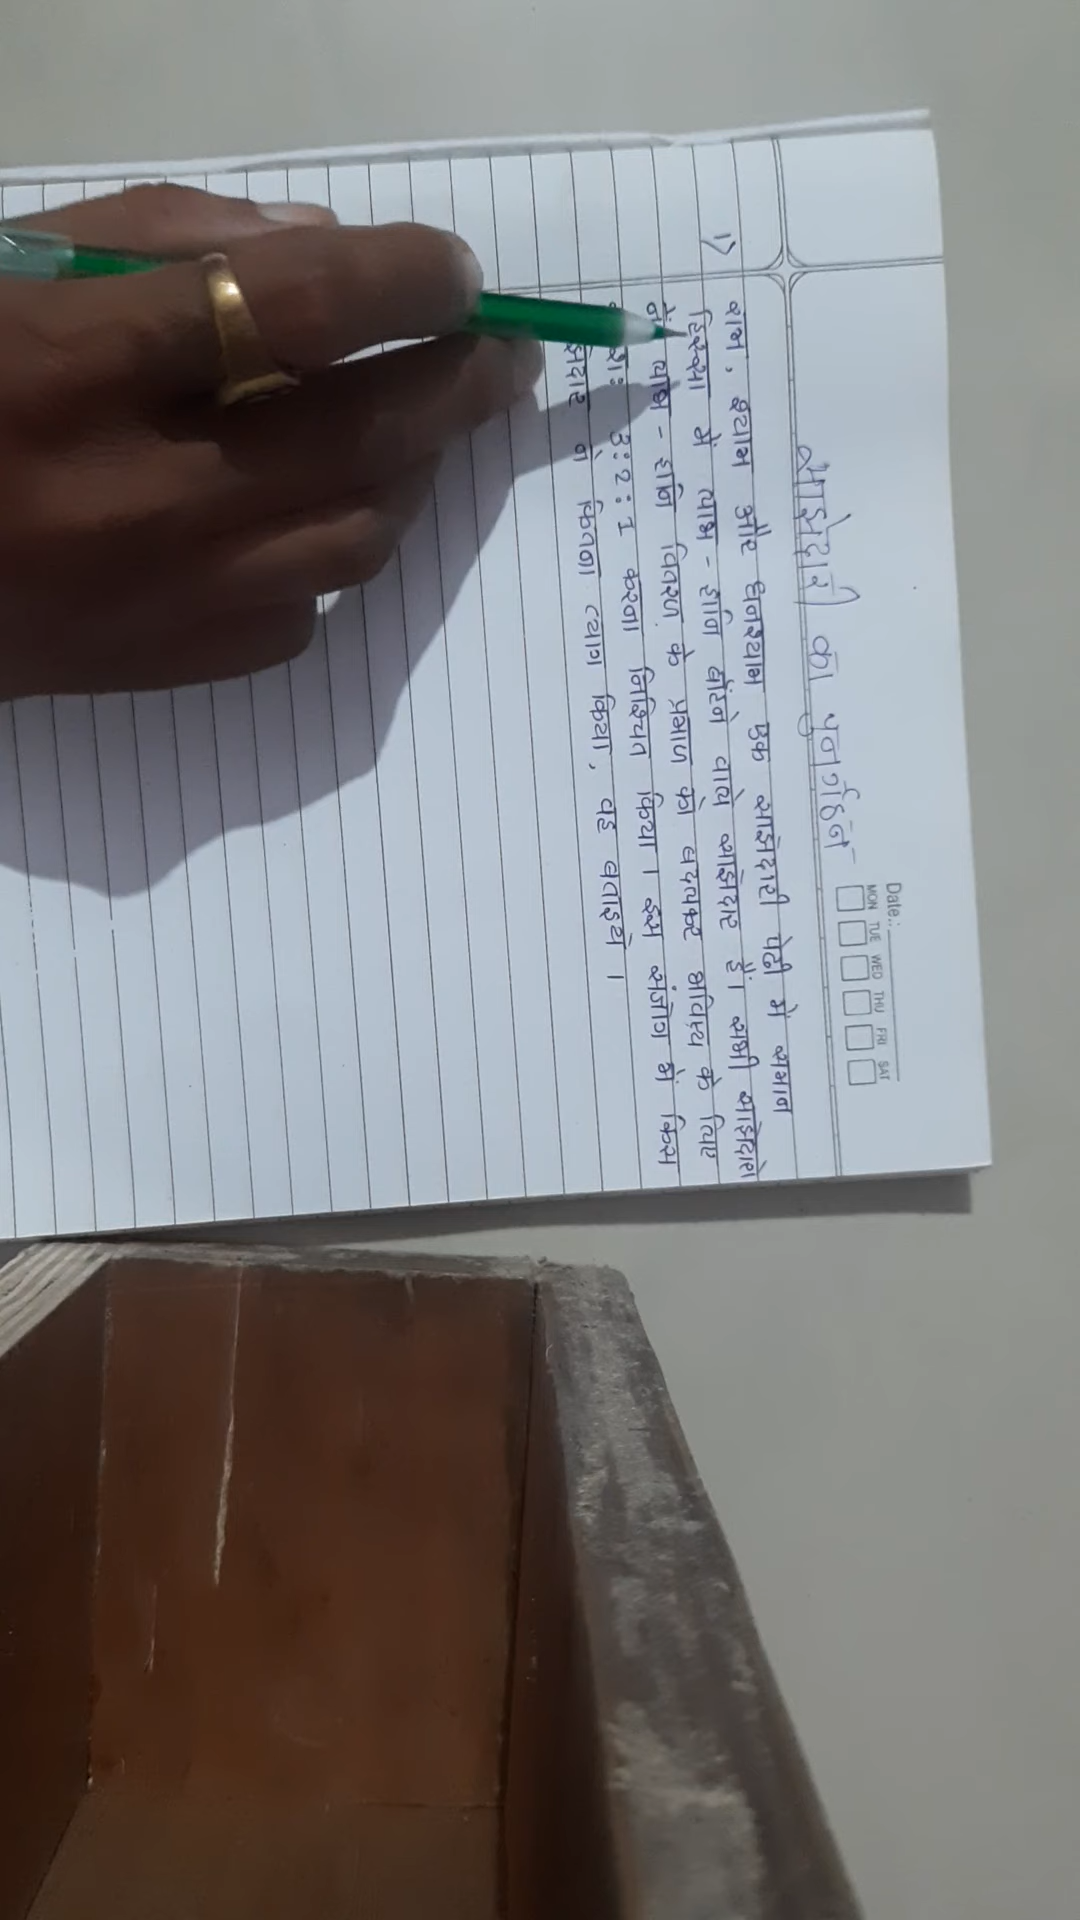 Date:
MON TUE WED THU FRI SAT
साझेदारी का पुनर्गठन
1) राम, श्याम और घनश्याम एक साझेदारी पेढ़ी में समान
हिस्सा में लाभ - हानि बांटने वाले साझेदार हैं। सभी साझेदारो
ने लाभ - हानि वितरण के प्रमाण को बदलकर भविष्य के लिए
3:2:1 करना निश्चित किया। इस संजोग में किस
ने कितना त्याग किया, वह बताइये।